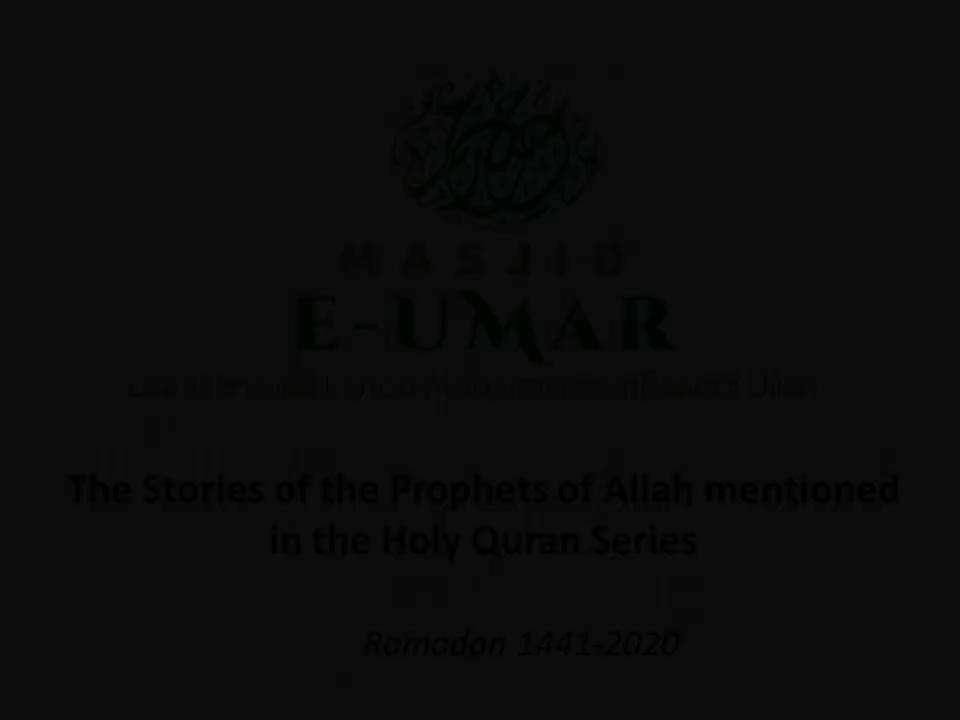 MASJID
E-UMAR
The Stories of the Prophets of Allah mentioned
in the Holy Quran Series
Ramadan 1441-2020